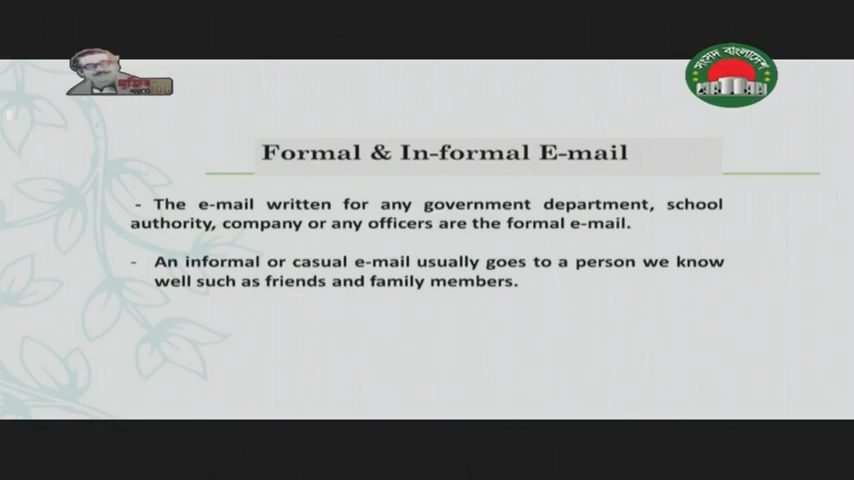 সংসদ বাংলাদেশ
মুজিব
Formal & In-formal E-mail
- The e-mail written for any government department, school
authority, company or any officers are the formal e-mail.
- An informal or casual e-mail usually goes to a person we know
well such as friends and family members.